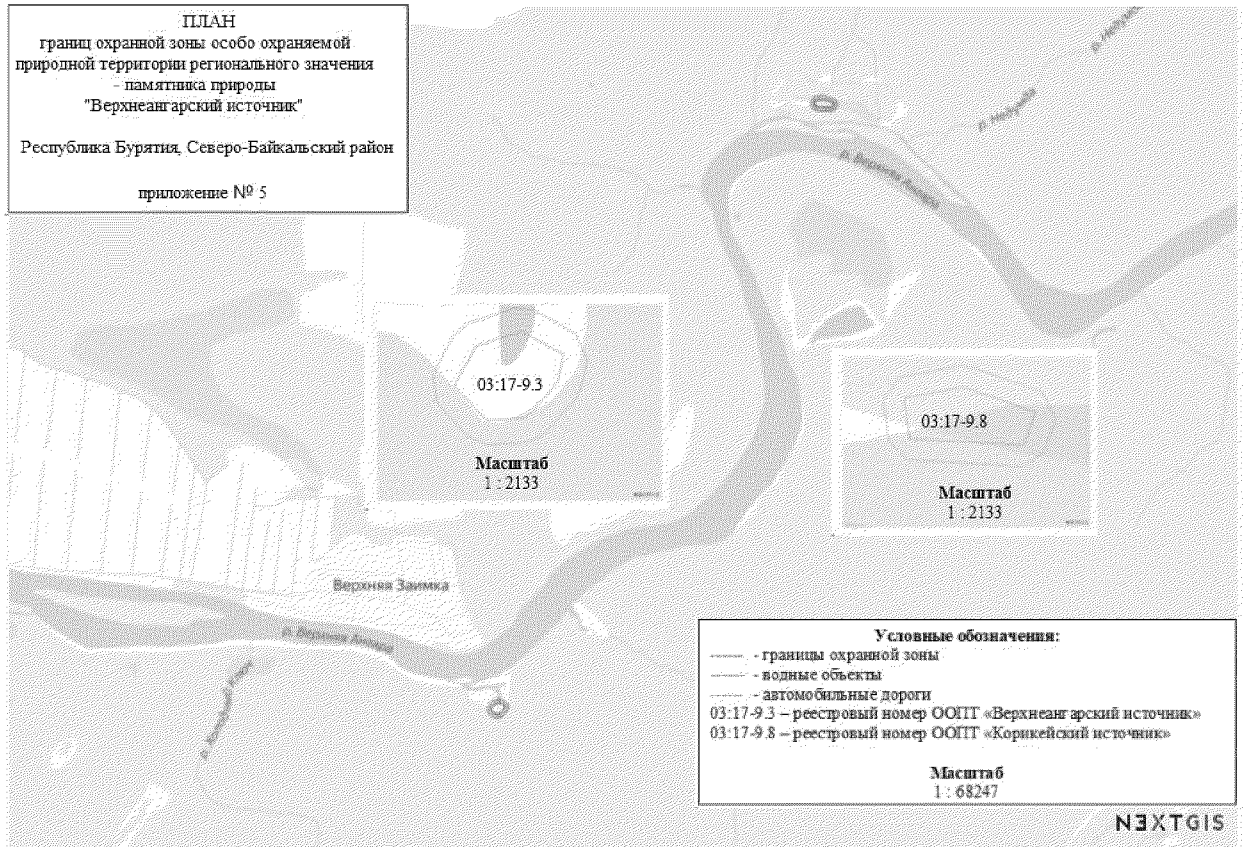 ПЛАН
границ охранной зоны особо охраняемой
природной территории регионального значения
- памятника природы
"Верхнеангарский источник"
Республика Бурятия, Северо-Байкальский район
приложение № 5
р. Верхняя Ангара
03:17-9.3
Масштаб
1 : 2133
03:17-9.8
Масштаб
1 : 2133
Верхняя Заимка
р. Верхняя Ангара
Условные обозначения:
- границы охранной зоны
- водные объекты
- автомобильные дороги
03:17-9.3 – реестровый номер ООПТ «Верхнеангарский источник»
03:17-9.8 – реестровый номер ООПТ «Корикейский источник»
Масштаб
1 : 68247
NEXTGIS